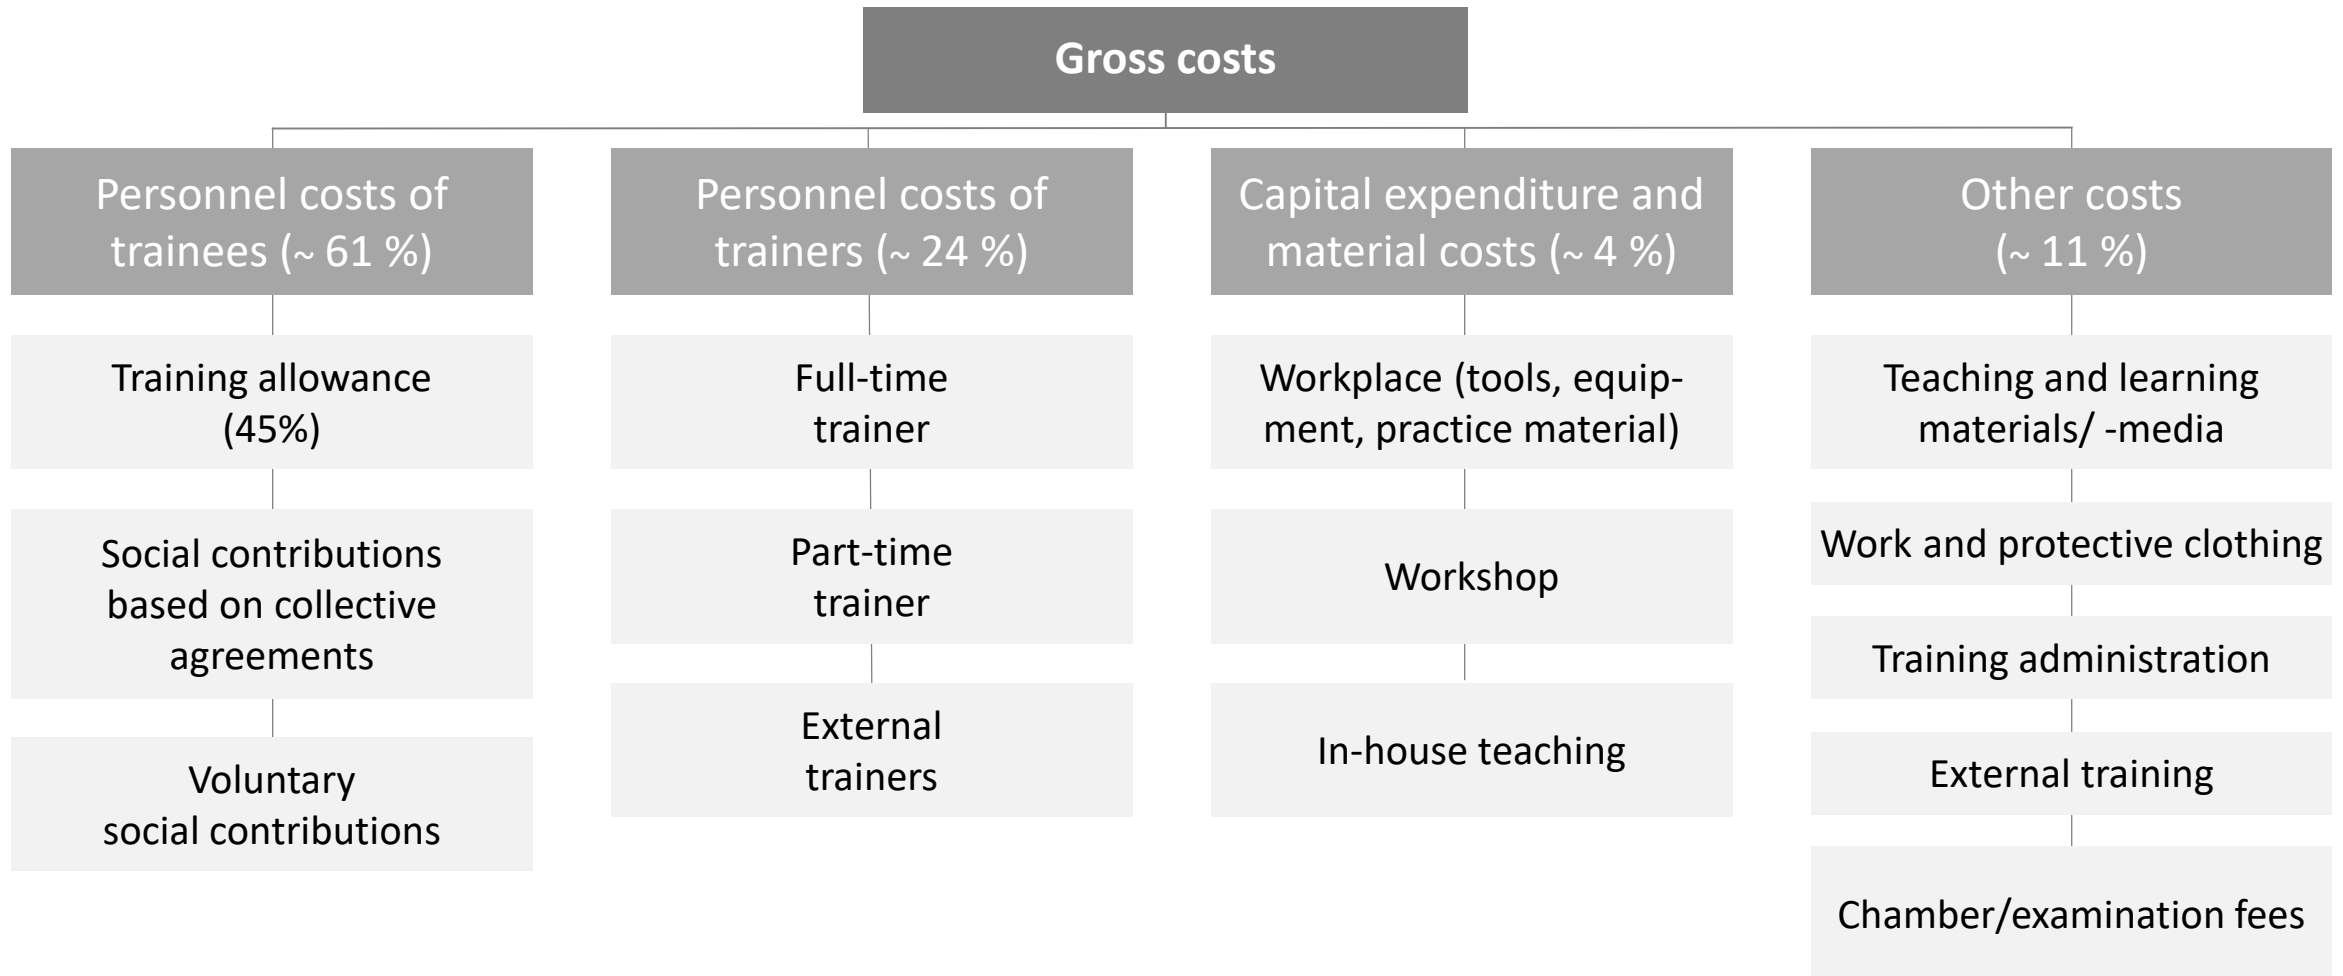 Gross costs
Personnel costs of
trainees (~ 61 %)
Training allowance
(45%)
Social contributions
based on collective
agreements
Voluntary
social contributions
Personnel costs of
trainers (~ 24 %)
Full-time
trainer
Part-time
trainer
External
trainers
Capital expenditure and
material costs (~ 4 %)
Workplace (tools, equip-
ment, practice material)
Workshop
In-house teaching
Other costs
(~ 11 %)
Teaching and learning
materials/ -media
Work and protective clothing
Training administration
External training
Chamber/examination fees